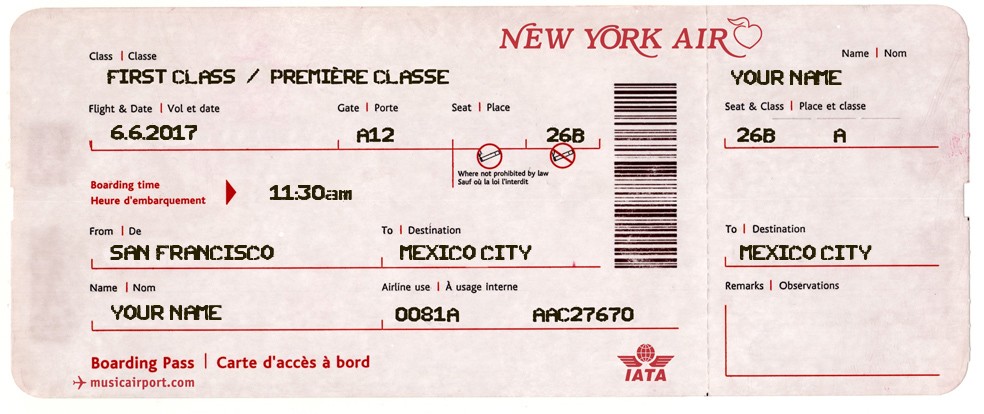 NEW YORK AIR
Class | Classe
FIRST CLASS / PREMIÈRE CLASSE
Flight & Date | Vol et date
Gate | Porte
Seat | Place
6.6.2017
A12
26B
Where not prohibited by law
Sauf où la loi l'interdit
Boarding time
Heure d'embarquement
11:30am
From | De
To | Destination
SAN FRANCISCO
MEXICO CITY
Name | Nom
Airline use | À usage interne
YOUR NAME
0081A
AAC27670
Boarding Pass | Carte d'accès à bord
musicairport.com
IATA
Name | Nom
YOUR NAME
Seat & Class | Place et classe
26B
A
To | Destination
MEXICO CITY
Remarks | Observations